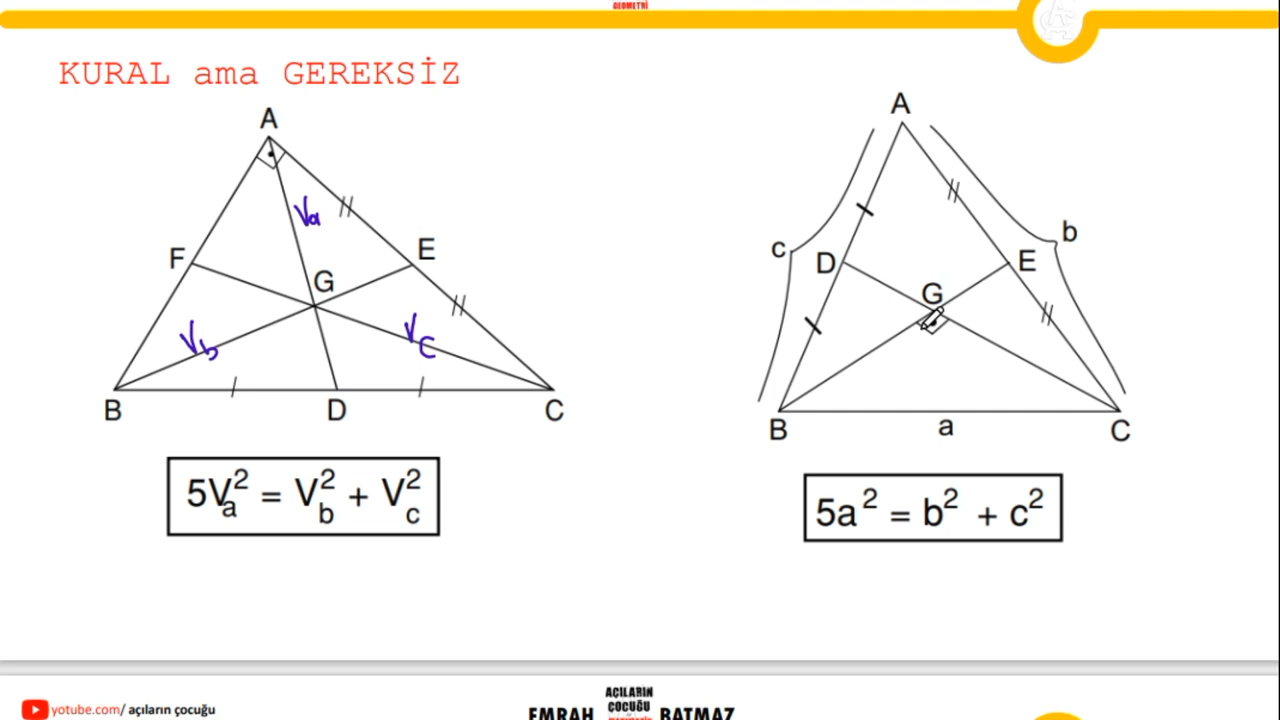 GEOMETRİ
KURAL ama GEREKSİZ
A
Va
F
E
G
Vb
Vc
B
D
C
5Va² = Vb² + Vc²
A
c
b
D
E
G
B
a
C
5a² = b² + c²
yotube.com/ açıların çocuğu
AÇILARIN
ÇOCUĞU
EMRAH
BATMAZ